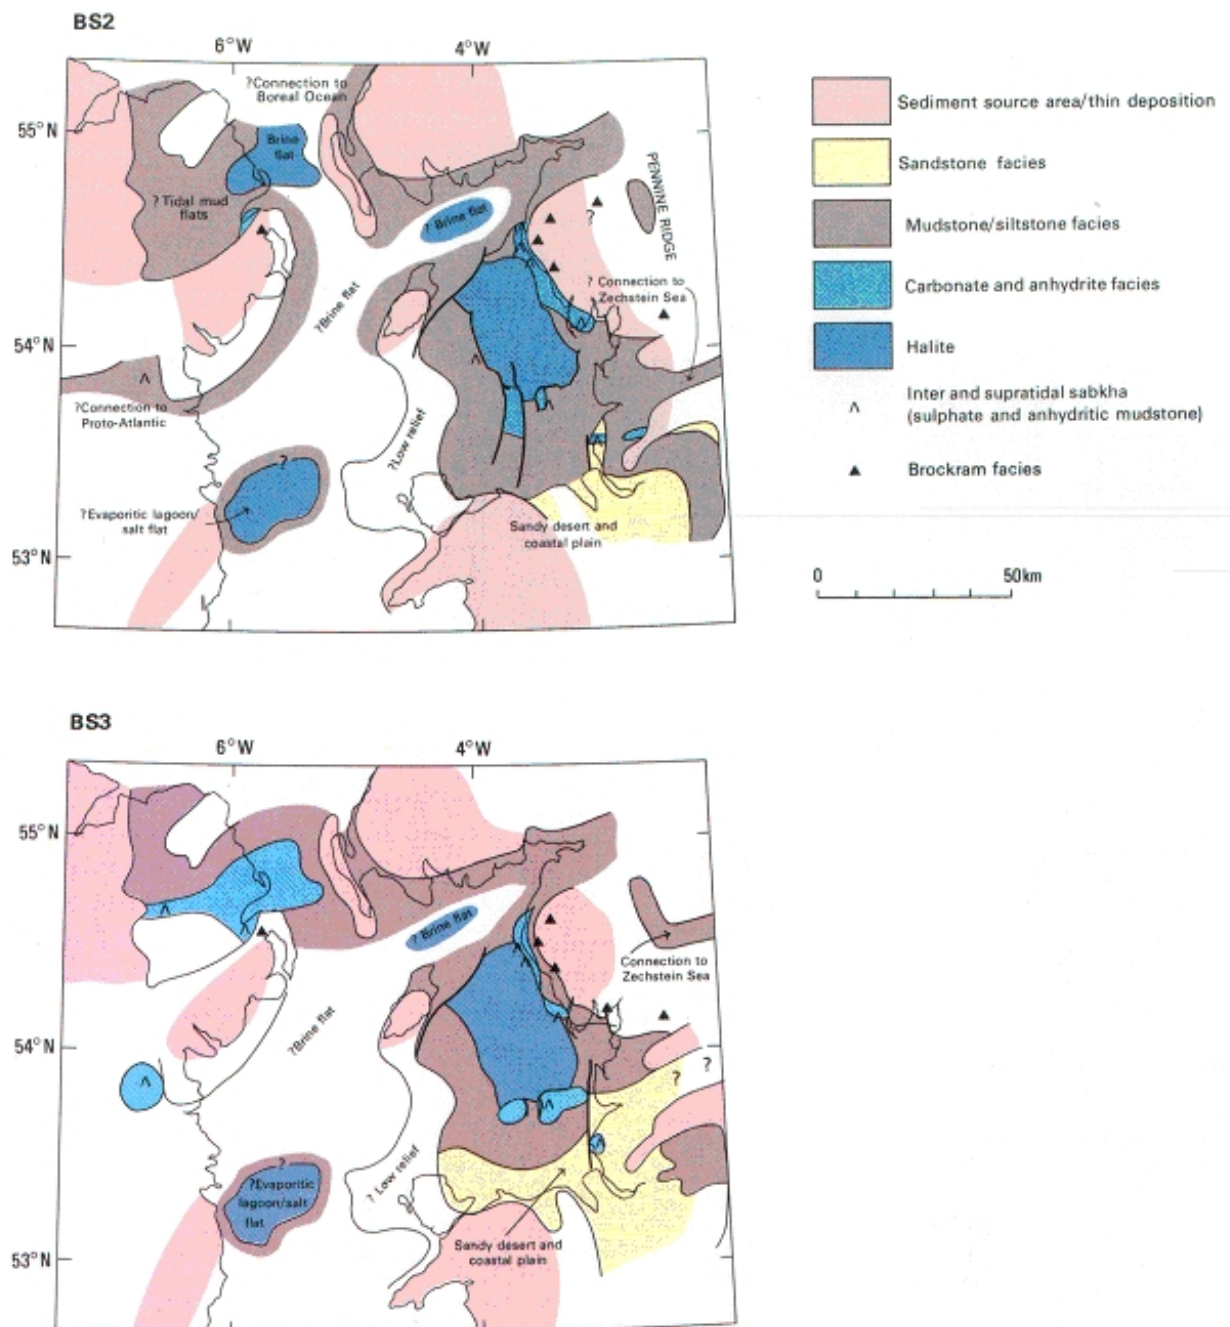 BS2
6°W
4°W
?Connection to
Boreal Ocean
55°N
Brine
flat
? Tidal mud
flats
? Brine flat
PENNINE RIDGE
?
? Connection to
Zechstein Sea
?Brine flat
54°N
?Connection to
Proto-Atlantic
?Low relief
?
?Evaporitic lagoon/
salt flat
Sandy desert and
coastal plain
53°N
Sediment source area/thin deposition
Sandstone facies
Mudstone/siltstone facies
Carbonate and anhydrite facies
Halite
Inter and supratidal sabkha
(sulphate and anhydritic mudstone)
Brockram facies
0 50km
BS3
6°W
4°W
55°N
? Brine flat
Connection to
Zechstein Sea
?Brine flat
54°N
?
?
? Low relief
?
?Evaporitic
lagoon/salt
flat
Sandy desert and
coastal plain
53°N